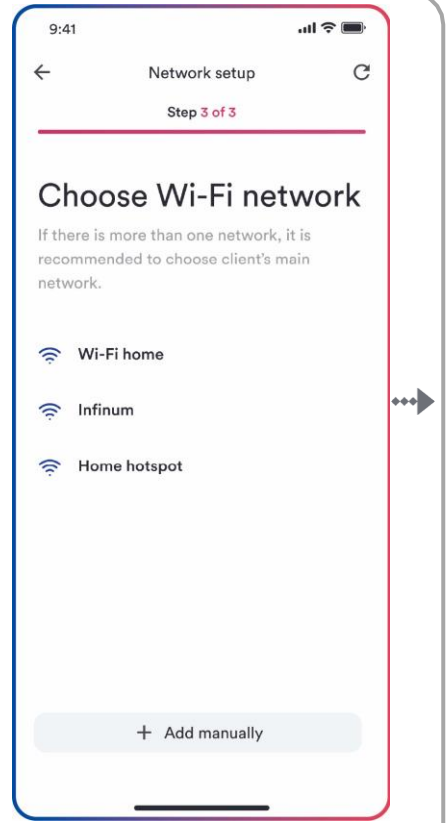 9:41
Network setup
Step 3 of 3
Choose Wi-Fi network
If there is more than one network, it is
recommended to choose client's main
network.
Wi-Fi home
Infinum
Home hotspot
+ Add manually